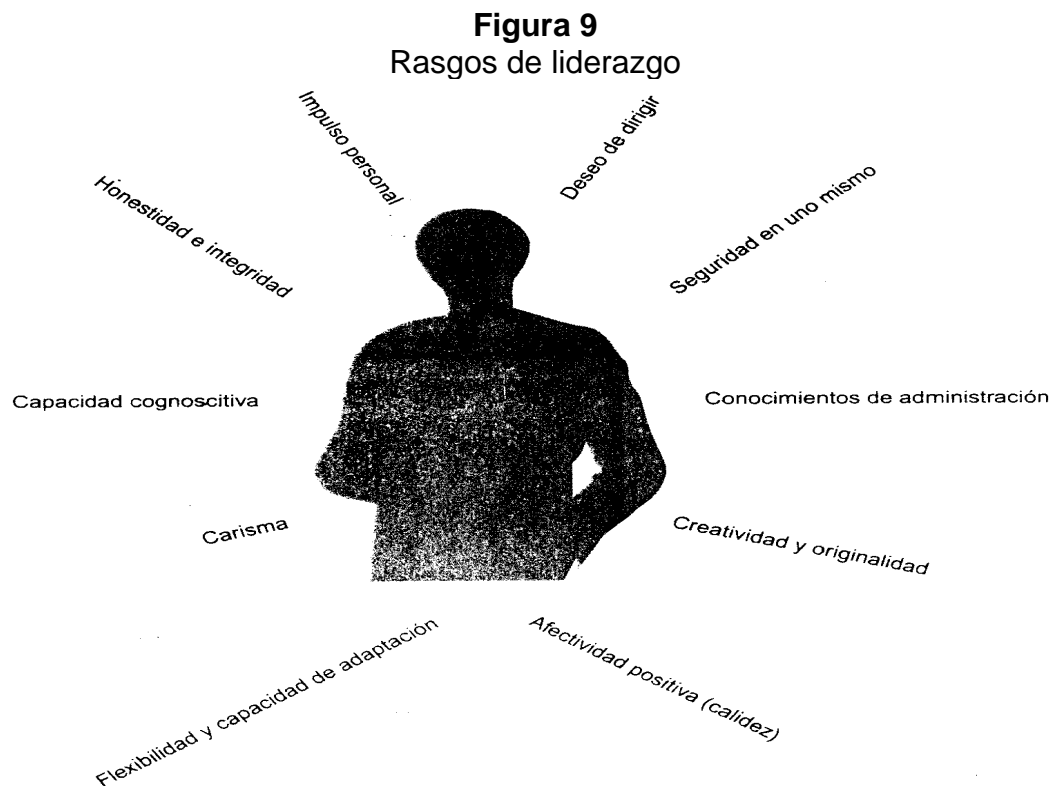 Figura 9
Rasgos de liderazgo
Impulso personal
Deseo de dirigir
Honestidad e integridad
Seguridad en uno mismo
Capacidad cognoscitiva
Conocimientos de administración
Carisma
Creatividad y originalidad
Flexibilidad y capacidad de adaptación
Afectividad positiva (calidez)